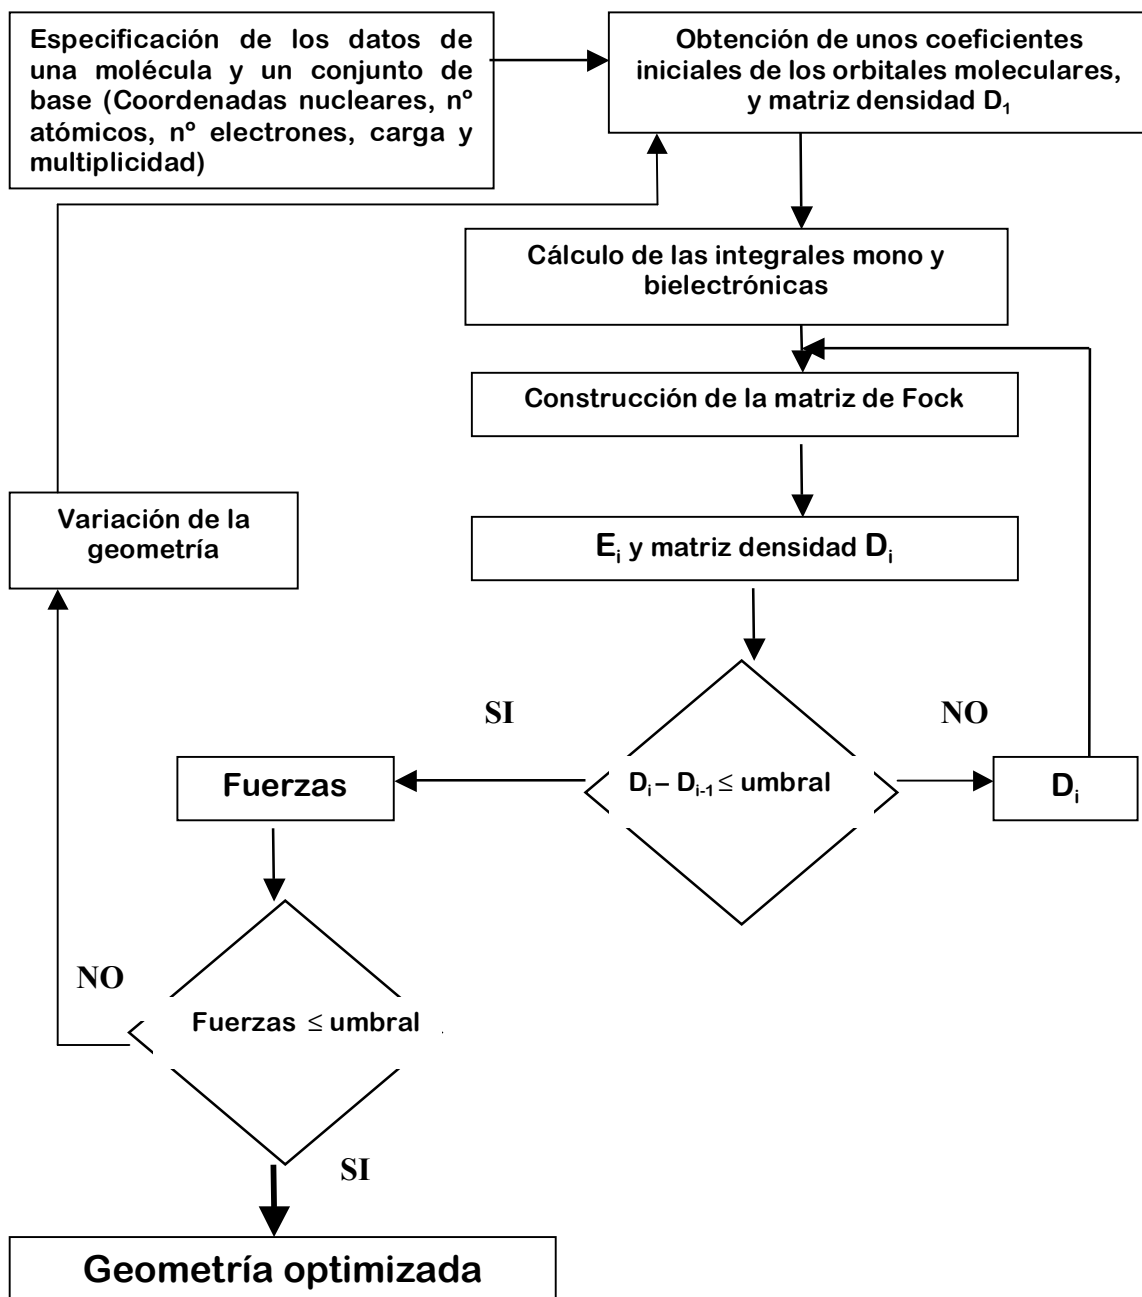 Especificación de los datos de
una molécula y un conjunto de
base (Coordenadas nucleares, nº
atómicos, nº electrones, carga y
multiplicidad)
Obtención de unos coeficientes
iniciales de los orbitales moleculares,
y matriz densidad D₁
Cálculo de las integrales mono y
bielectrónicas
Construcción de la matriz de Fock
Variación de la
geometría
Eᵢ y matriz densidad Dᵢ
SI
NO
Fuerzas
Dᵢ – Dᵢ₋₁ ≤ umbral
Dᵢ
NO
Fuerzas ≤ umbral
SI
Geometría optimizada